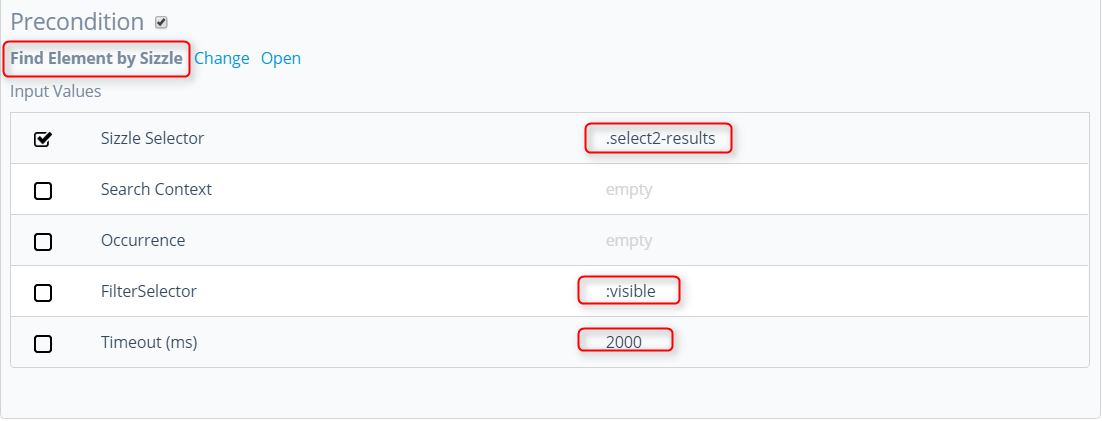 Precondition
Find Element by Sizzle Change Open
Input Values
Sizzle Selector .select2-results
Search Context empty
Occurrence empty
FilterSelector :visible
Timeout (ms) 2000